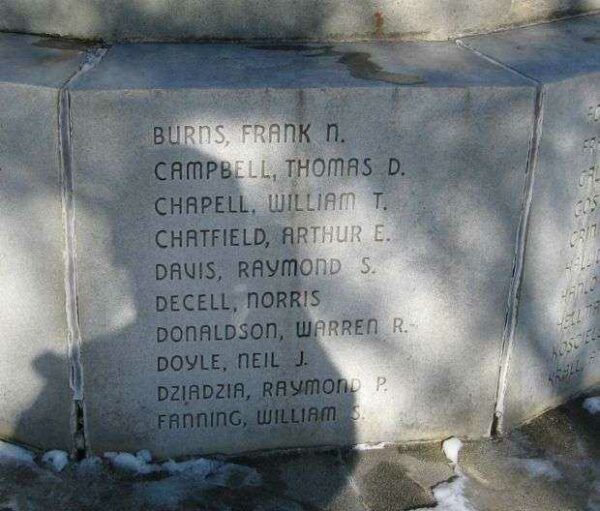 BURNS, FRANK N.
CAMPBELL, THOMAS D.
CHAPELL, WILLIAM T.
CHATFIELD, ARTHUR E.
DAVIS, RAYMOND S.
DECELL, NORRIS
DONALDSON, WARREN R.
DOYLE, NEIL J.
DZIADZIA, RAYMOND P.
FANNING, WILLIAM S.